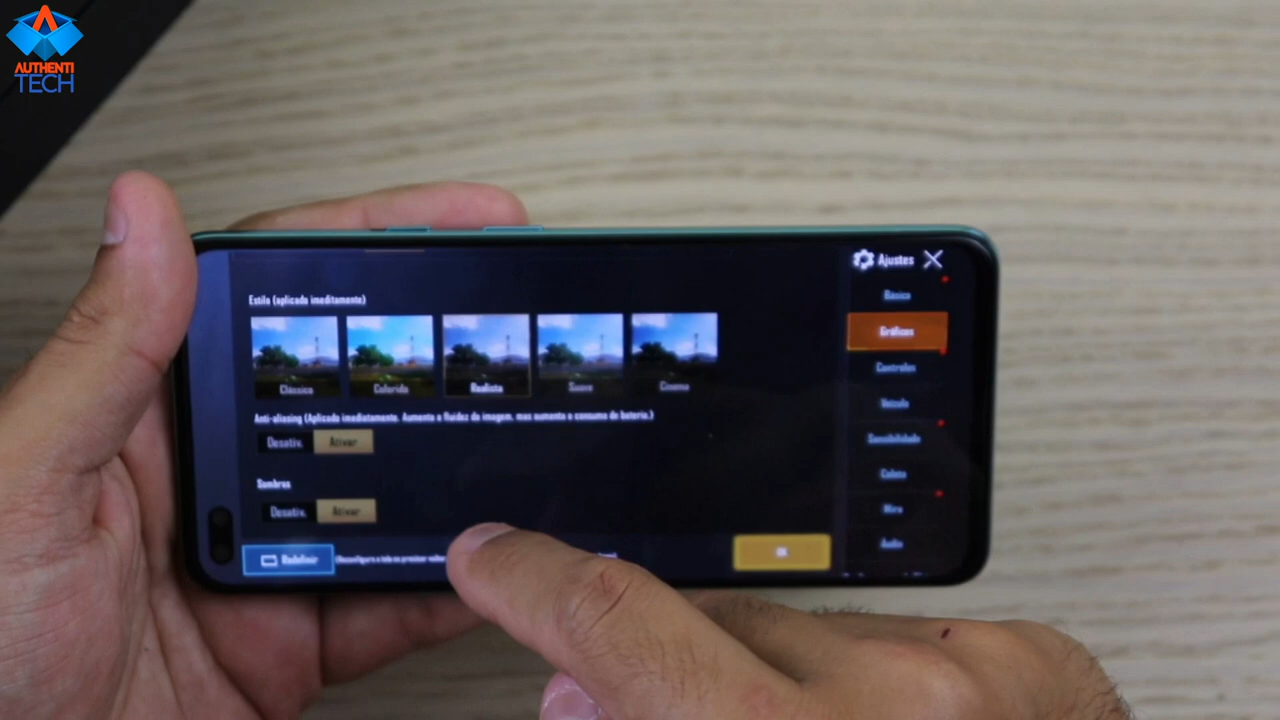 AUTHENTI
TECH
Ajustes
Estilo (aplicado imeditamente)
Clássico
Colorido
Realista
Suave
Cinema
Anti-aliasing (Aplicado imediatamente. Aumenta a fluidez da imagem, mas aumenta o consumo de bateria.)
Desativ.
Ativar
Sombras
Desativ.
Ativar
Redefinir
OK
Básico
Gráficos
Controles
Veículo
Sensibilidade
Coleta
Mira
Áudio